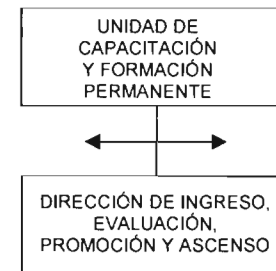 UNIDAD DE
CAPACITACIÓN
Y FORMACIÓN
PERMANENTE
DIRECCIÓN DE INGRESO,
EVALUACIÓN,
PROMOCIÓN Y ASCENSO